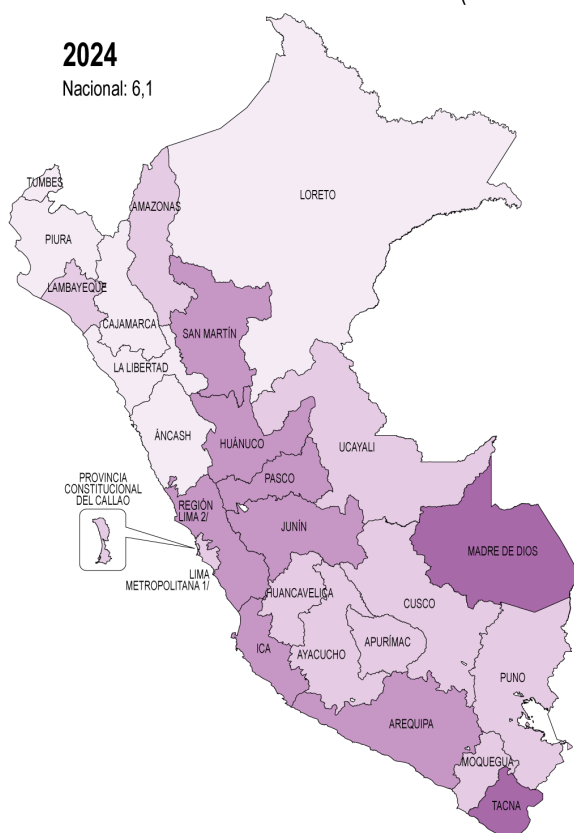 2024
Nacional: 6,1
LORETO
TUMBES
AMAZONAS
PIURA
LAMBAYEQUE
CAJAMARCA
SAN MARTÍN
LA LIBERTAD
ÁNCASH
HUÁNUCO
UCAYALI
PASCO
PROVINCIA
CONSTITUCIONAL
DEL CALLAO
REGIÓN
LIMA 2/
JUNÍN
MADRE DE DIOS
LIMA
METROPOLITANA 1/
HUANCAVELICA
CUSCO
ICA
AYACUCHO
APURÍMAC
PUNO
AREQUIPA
MOQUEGUA
TACNA